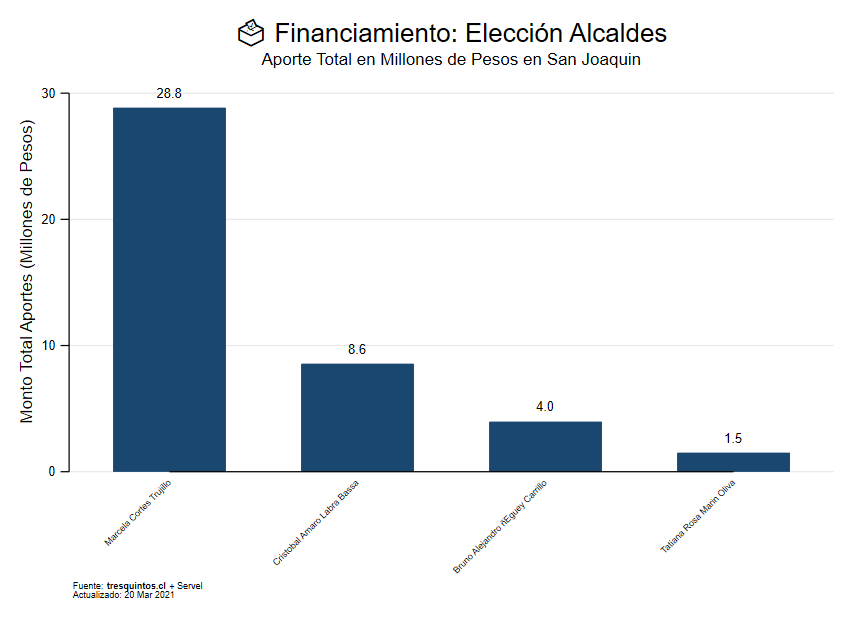 Financiamiento: Elección Alcaldes
Aporte Total en Millones de Pesos en San Joaquin
Monto Total Aportes (Millones de Pesos)
30
20
10
0
28.8
8.6
4.0
1.5
Marcela Cortes Trujillo
Cristobal Amaro Labra Bassa
Bruno Alejandro ñEguey Carrillo
Tatiana Rosa Marin Oliva
Fuente: tresquintos.cl + Servel
Actualizado: 20 Mar 2021